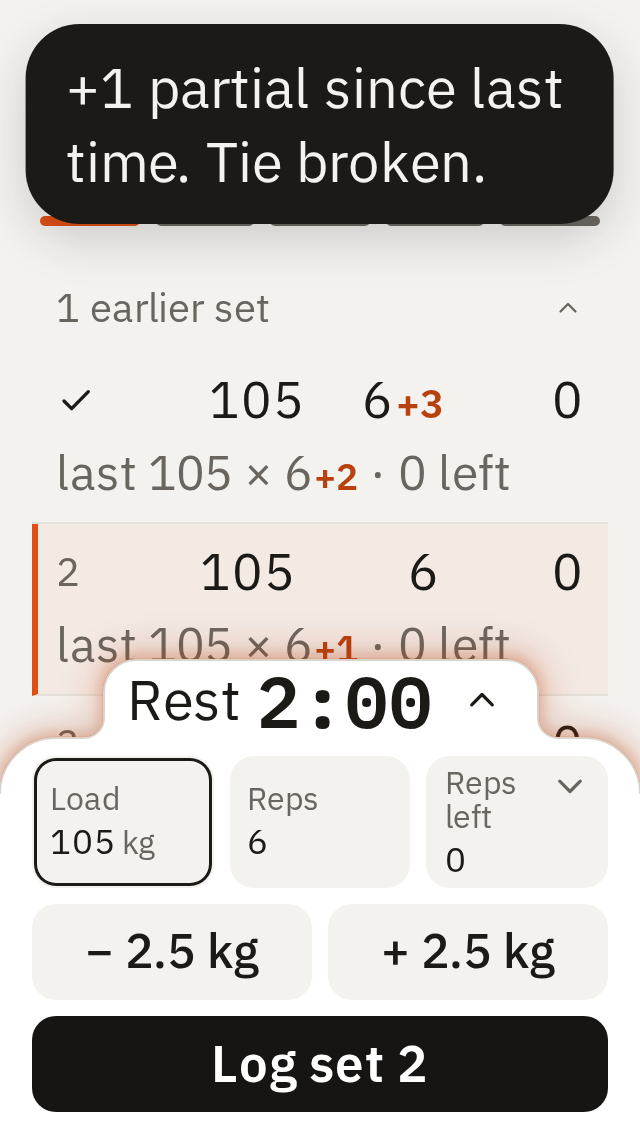 +1 partial since last
time. Tie broken.
1 earlier set
105 6+3 0
last 105 × 6+2 · 0 left
2 105 6 0
last 105 × 6+1 · 0 left
Rest 2:00
Load
105 kg
Reps
6
Reps
left
0
− 2.5 kg
+ 2.5 kg
Log set 2